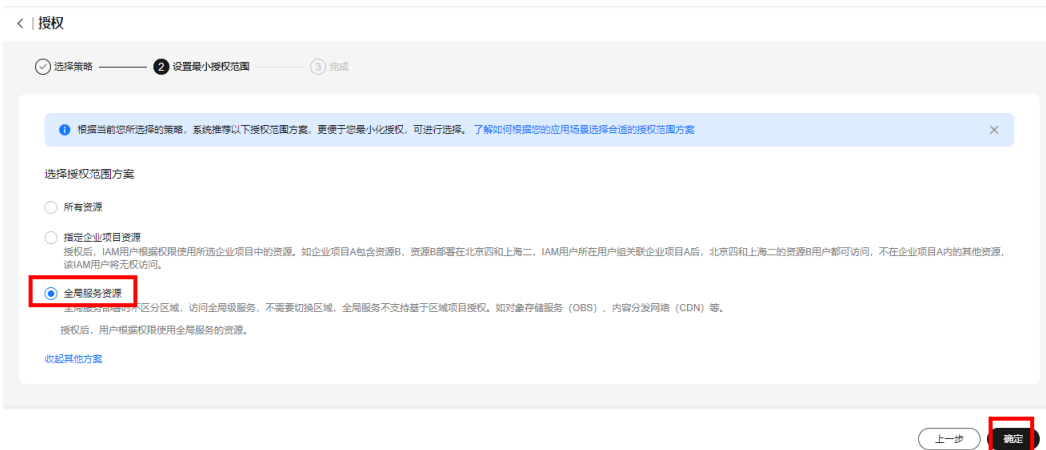 < | 授权
选择策略 2 设置最小授权范围 3 完成
根据当前您所选择的策略，系统推荐以下授权范围方案，更便于您最小化授权，可进行选择。 了解如何根据您的应用场景选择合适的授权范围方案
选择授权范围方案
所有资源
指定企业项目资源
授权后，IAM用户根据权限使用所选企业项目中的资源。如企业项目A包含资源B，资源B部署在北京四和上海二，IAM用户所在用户组关联企业项目A后，北京四和上海二的资源B用户都可访问，不在企业项目A内的其他资源，
该IAM用户将无权访问。
全局服务资源
全局服务部署时不区分区域，访问全局级服务，不需要切换区域，全局服务不支持基于区域项目授权。如对象存储服务（OBS）、内容分发网络（CDN）等。
授权后，用户根据权限使用全局服务的资源。
收起其他方案
上一步 确定